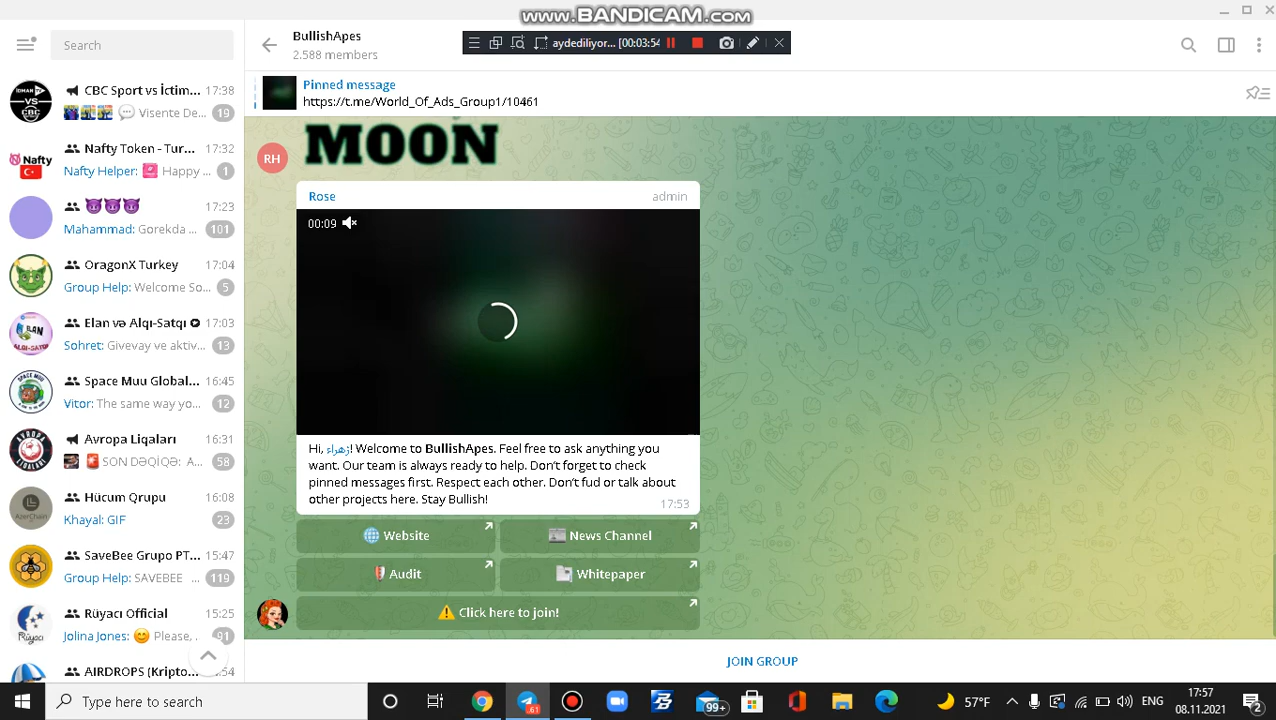 www.BANDICAM.com
Search
BullishApes
2.588 members
aydediliyor... [00:03:54
Pinned message
https://t.me/World_Of_Ads_Group1/10461
CBC Sport vs İctim... 17:38
Visente De... 19
Nafty Token - Tur... 17:32
Nafty Helper: Happy ... 1
😈😈😈 17:23
Mahammad: Gorekda ... 101
OragonX Turkey 17:04
Group Help: Welcome So... 5
Elan və Alqı-Satqı 17:03
Sohret: Givevay ve aktiv... 13
Space Muu Global... 16:45
Vitor: The same way yo... 12
Avropa Liqaları 16:31
SON DƏQİQƏ: A... 58
Hücum Qrupu 16:08
Khayal: GIF 23
SaveBee Grupo PT... 15:47
Group Help: SAVEBEE 119
Rüyacı Official 15:25
Jolina Jones: 😊 Please, . 91
AIRDROPS (Kripto... :54
MOON
RH
Rose admin
00:09
Hi, زهراء! Welcome to BullishApes. Feel free to ask anything you
want. Our team is always ready to help. Don't forget to check
pinned messages first. Respect each other. Don't fud or talk about
other projects here. Stay Bullish!
17:53
Website
News Channel
Audit
Whitepaper
Click here to join!
JOIN GROUP
Type here to search
61
99+
57°F
ENG
17:57
08.11.2021
2